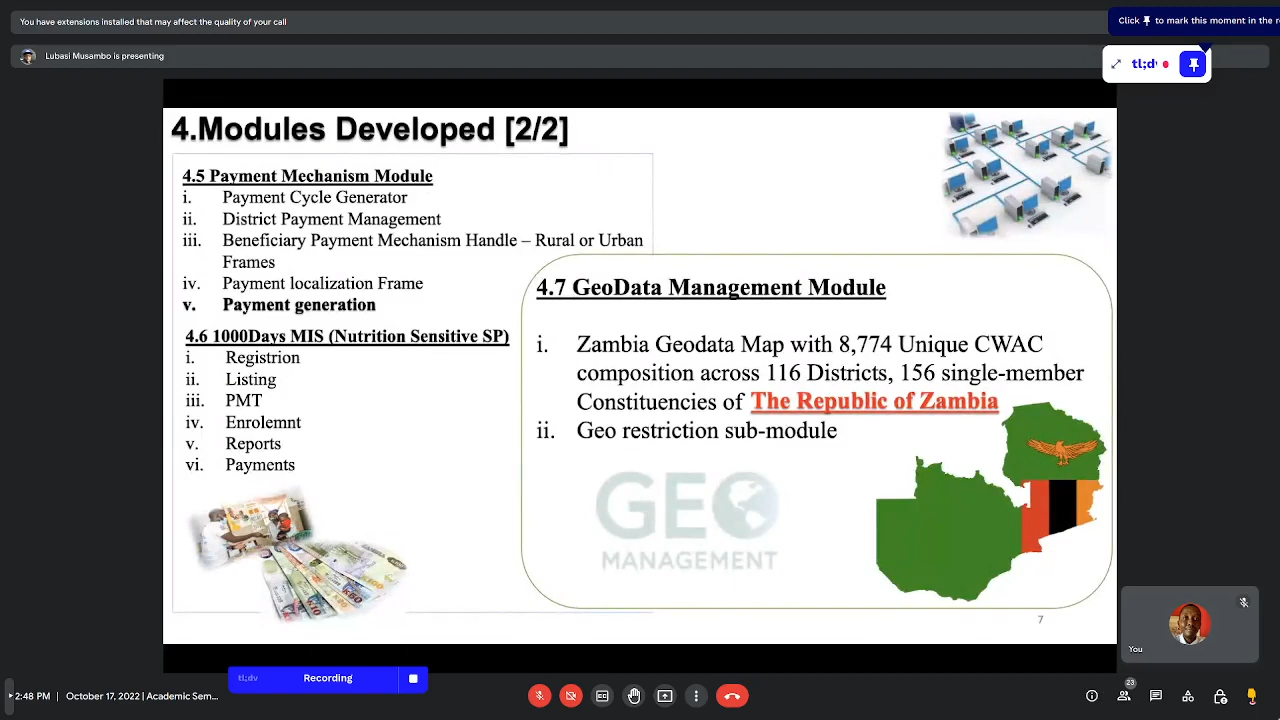 You have extensions installed that may affect the quality of your call
Click to mark this moment in the r
Lubasi Musambo is presenting
tl;dv
4.Modules Developed [2/2]
4.5 Payment Mechanism Module
i. Payment Cycle Generator
ii. District Payment Management
iii. Beneficiary Payment Mechanism Handle – Rural or Urban
Frames
iv. Payment localization Frame
v. Payment generation
4.6 1000Days MIS (Nutrition Sensitive SP)
i. Registrion
ii. Listing
iii. PMT
iv. Enrolemnt
v. Reports
vi. Payments
4.7 GeoData Management Module
i. Zambia Geodata Map with 8,774 Unique CWAC
composition across 116 Districts, 156 single-member
Constituencies of The Republic of Zambia
ii. Geo restriction sub-module
GEO
MANAGEMENT
7
You
tl;dv Recording
2:48 PM | October 17, 2022 | Academic Sem...
23